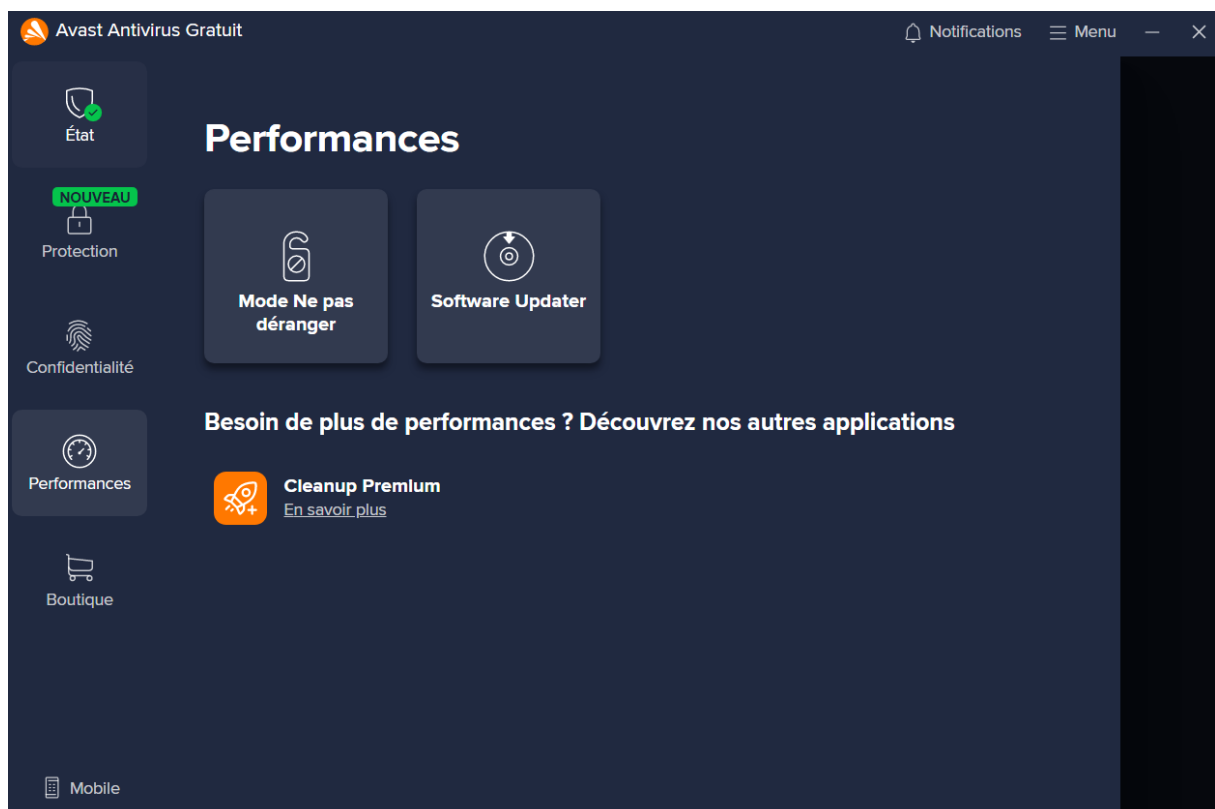 Avast Antivirus Gratuit
Notifications
Menu
État
NOUVEAU
Protection
Confidentialité
Performances
Boutique
Mobile
Performances
Mode Ne pas
déranger
Software Updater
Besoin de plus de performances ? Découvrez nos autres applications
Cleanup Premium
En savoir plus